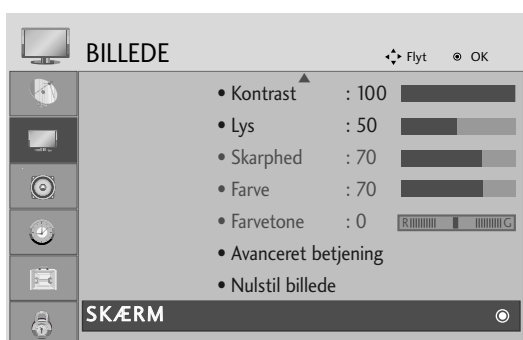 BILLEDE Flyt OK
• Kontrast : 100
• Lys : 50
• Skarphed : 70
• Farve : 70
• Farvetone : 0 R G
• Avanceret betjening
• Nulstil billede
SKÆRM